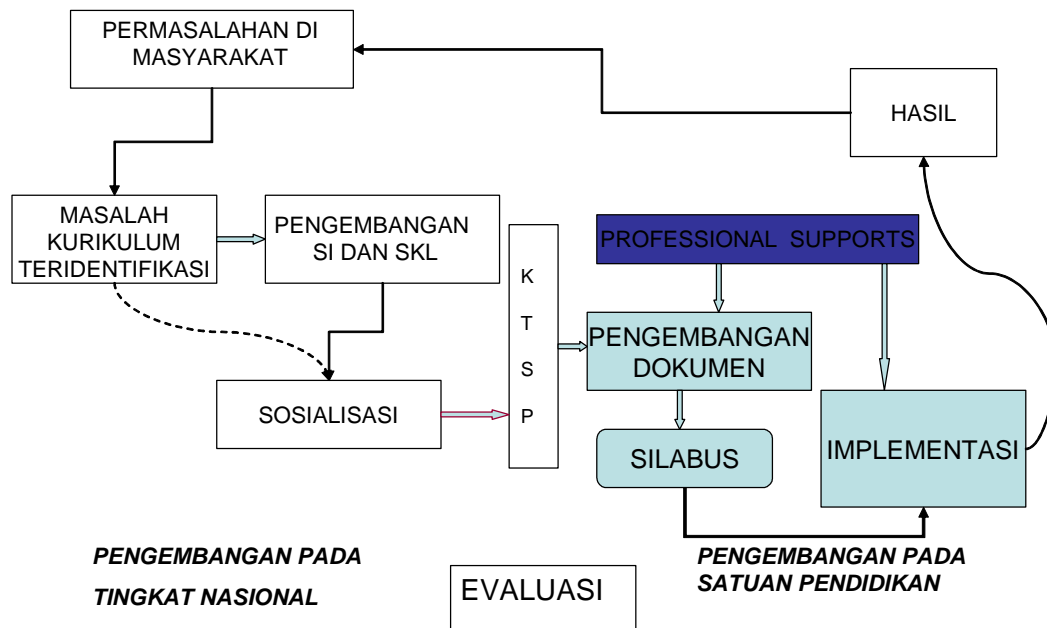 PERMASALAHAN DI
MASYARAKAT
HASIL
MASALAH
KURIKULUM
TERIDENTIFIKASI
PENGEMBANGAN
SI DAN SKL
K
T
S
P
PROFESSIONAL SUPPORTS
PENGEMBANGAN
DOKUMEN
SOSIALISASI
SILABUS
IMPLEMENTASI
PENGEMBANGAN PADA
TINGKAT NASIONAL
EVALUASI
PENGEMBANGAN PADA
SATUAN PENDIDIKAN